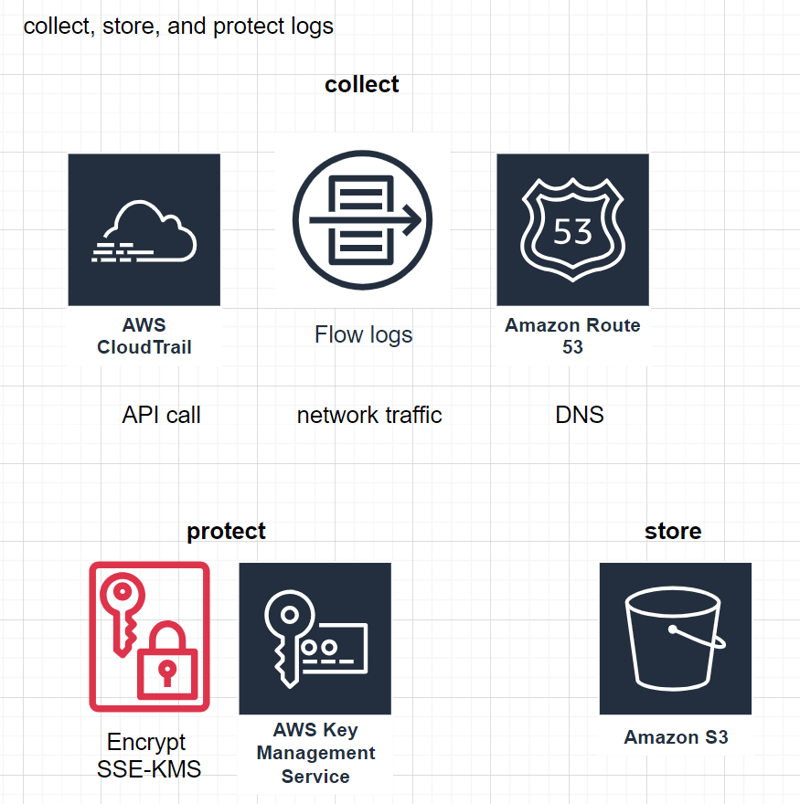 collect, store, and protect logs
collect
53
AWS
CloudTrail
Flow logs
Amazon Route
53
API call
network traffic
DNS
protect
store
Encrypt
SSE-KMS
AWS Key
Management
Service
Amazon S3